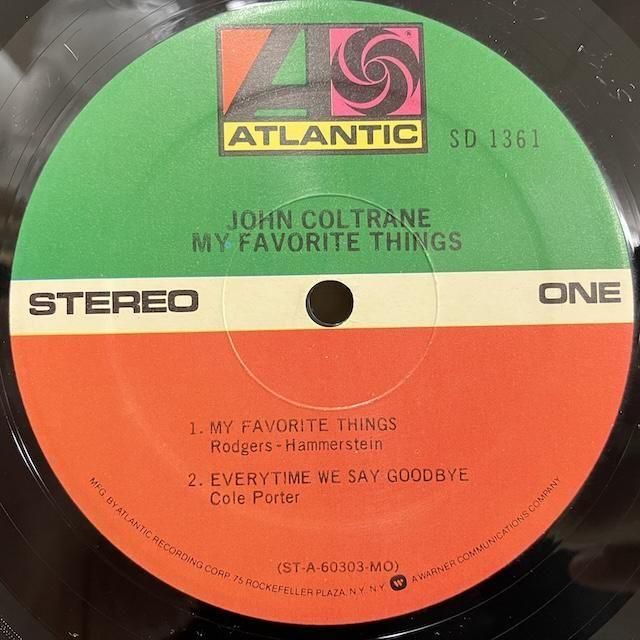 ATLANTIC
SD 1361
JOHN COLTRANE
MY FAVORITE THINGS
STEREO
ONE
1. MY FAVORITE THINGS
Rodgers-Hammerstein
2. EVERYTIME WE SAY GOODBYE
Cole Porter
(ST-A-60303-MO)
MFG. BY ATLANTIC RECORDING CORP. 75 ROCKEFELLER PLAZA, N.Y. N.Y. A WARNER COMMUNICATIONS COMPANY